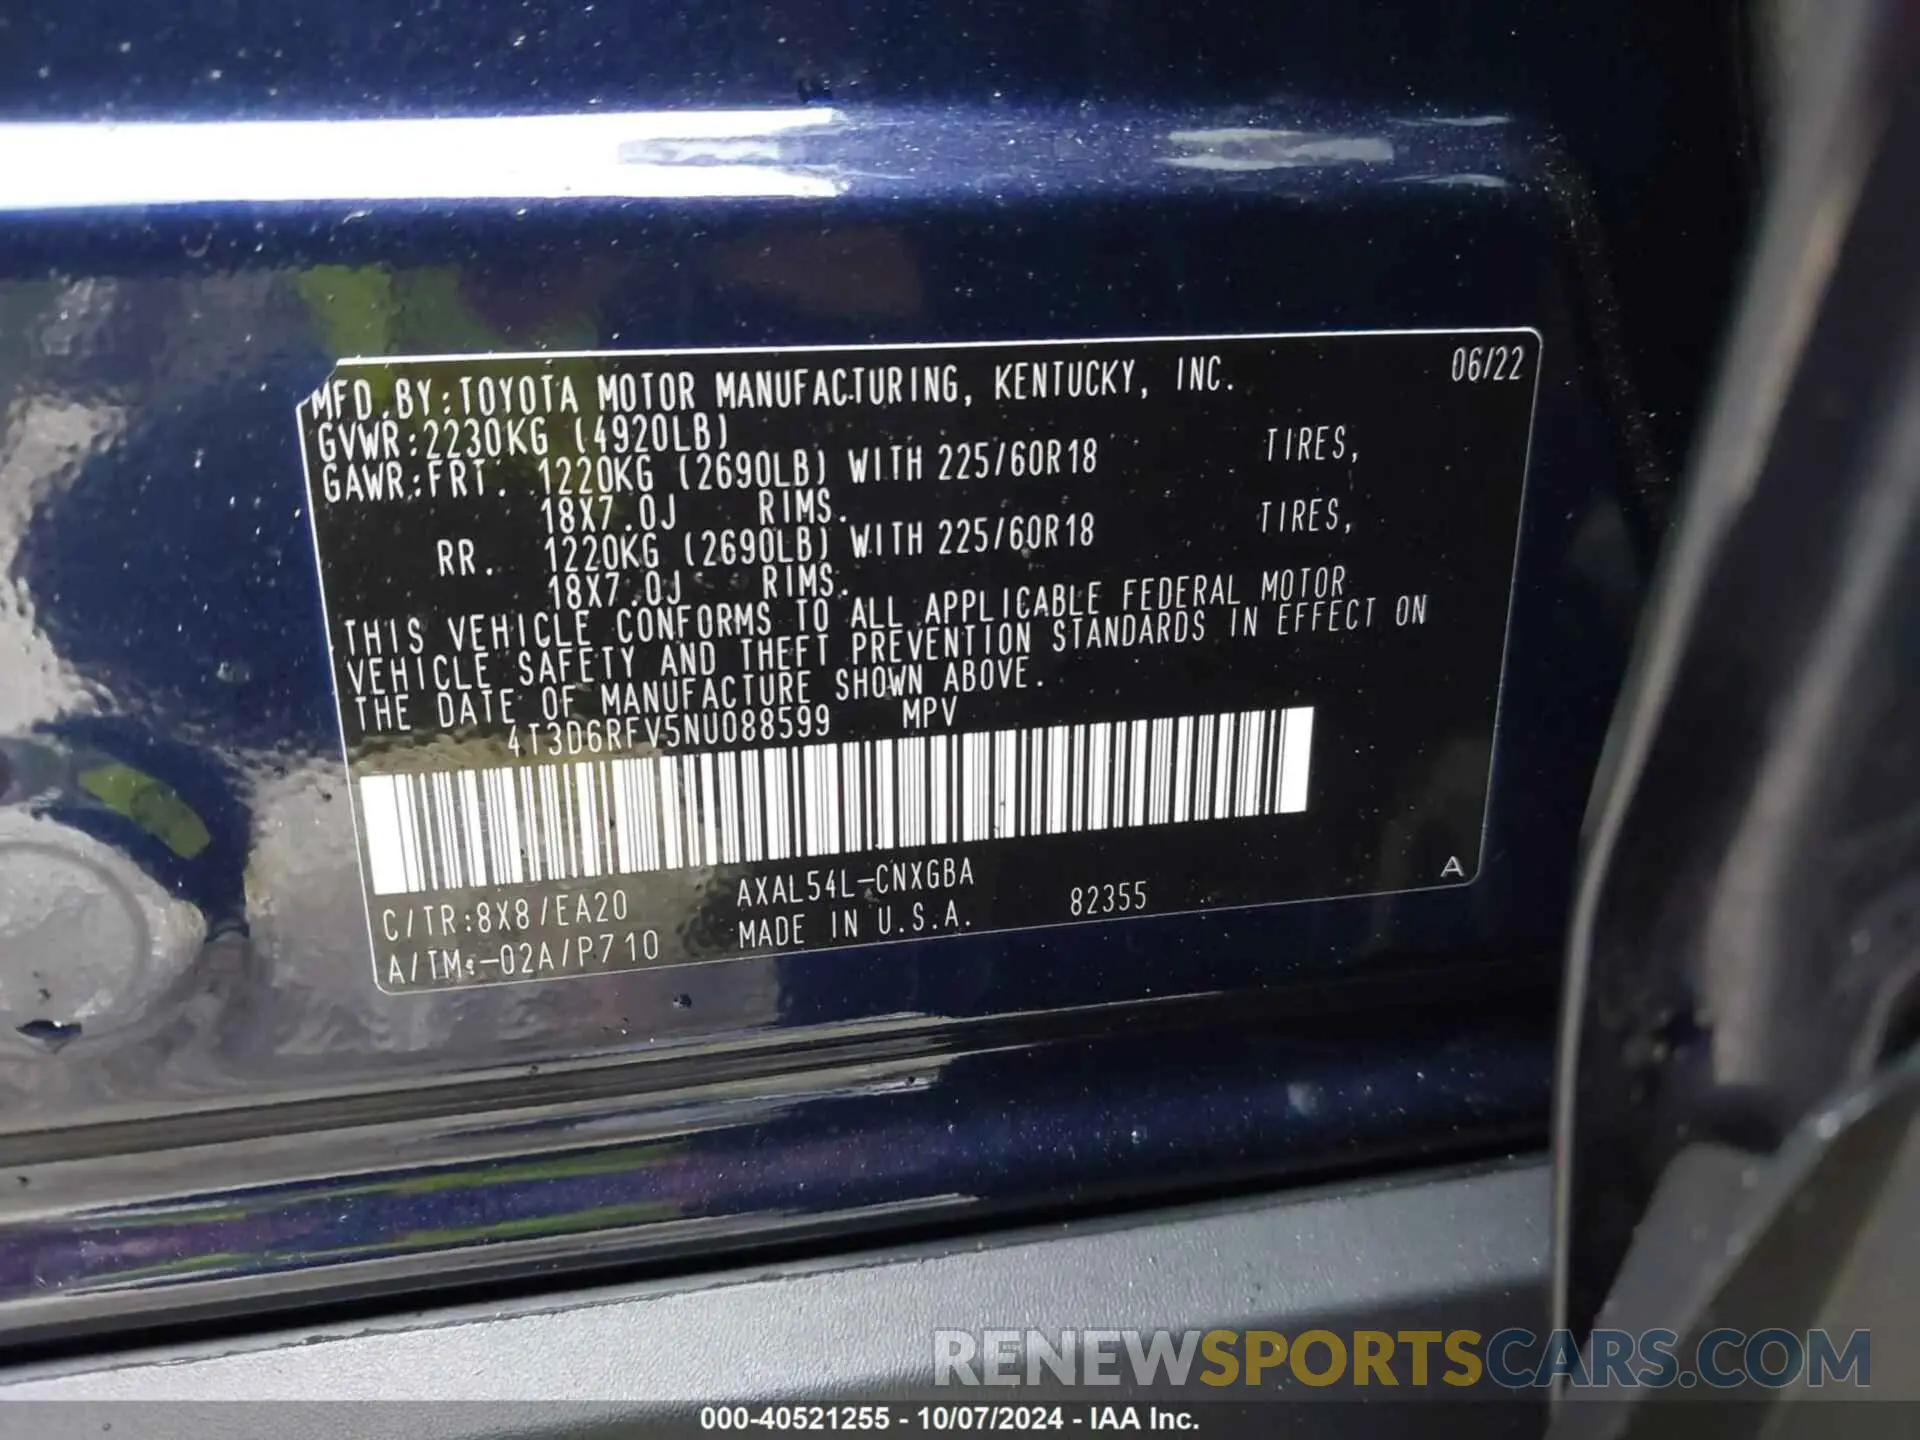 MFD.BY:TOYOTA MOTOR MANUFACTURING, KENTUCKY, INC. 06/22
GVWR:2230KG (4920LB)
GAWR:FRT. 1220KG (2690LB) WITH 225/60R18 TIRES,
18X7.0J RIMS.
RR. 1220KG (2690LB) WITH 225/60R18 TIRES,
18X7.0J RIMS.
THIS VEHICLE CONFORMS TO ALL APPLICABLE FEDERAL MOTOR
VEHICLE SAFETY AND THEFT PREVENTION STANDARDS IN EFFECT ON
THE DATE OF MANUFACTURE SHOWN ABOVE.
4T3D6RFV5NU088599 MPV
C/TR:8X8/EA20 AXAL54L-CNXGBA A
A/TM:-02A/P710 MADE IN U.S.A. 82355
RENEWSPORTSCARS.COM
000-40521255 - 10/07/2024 - IAA Inc.